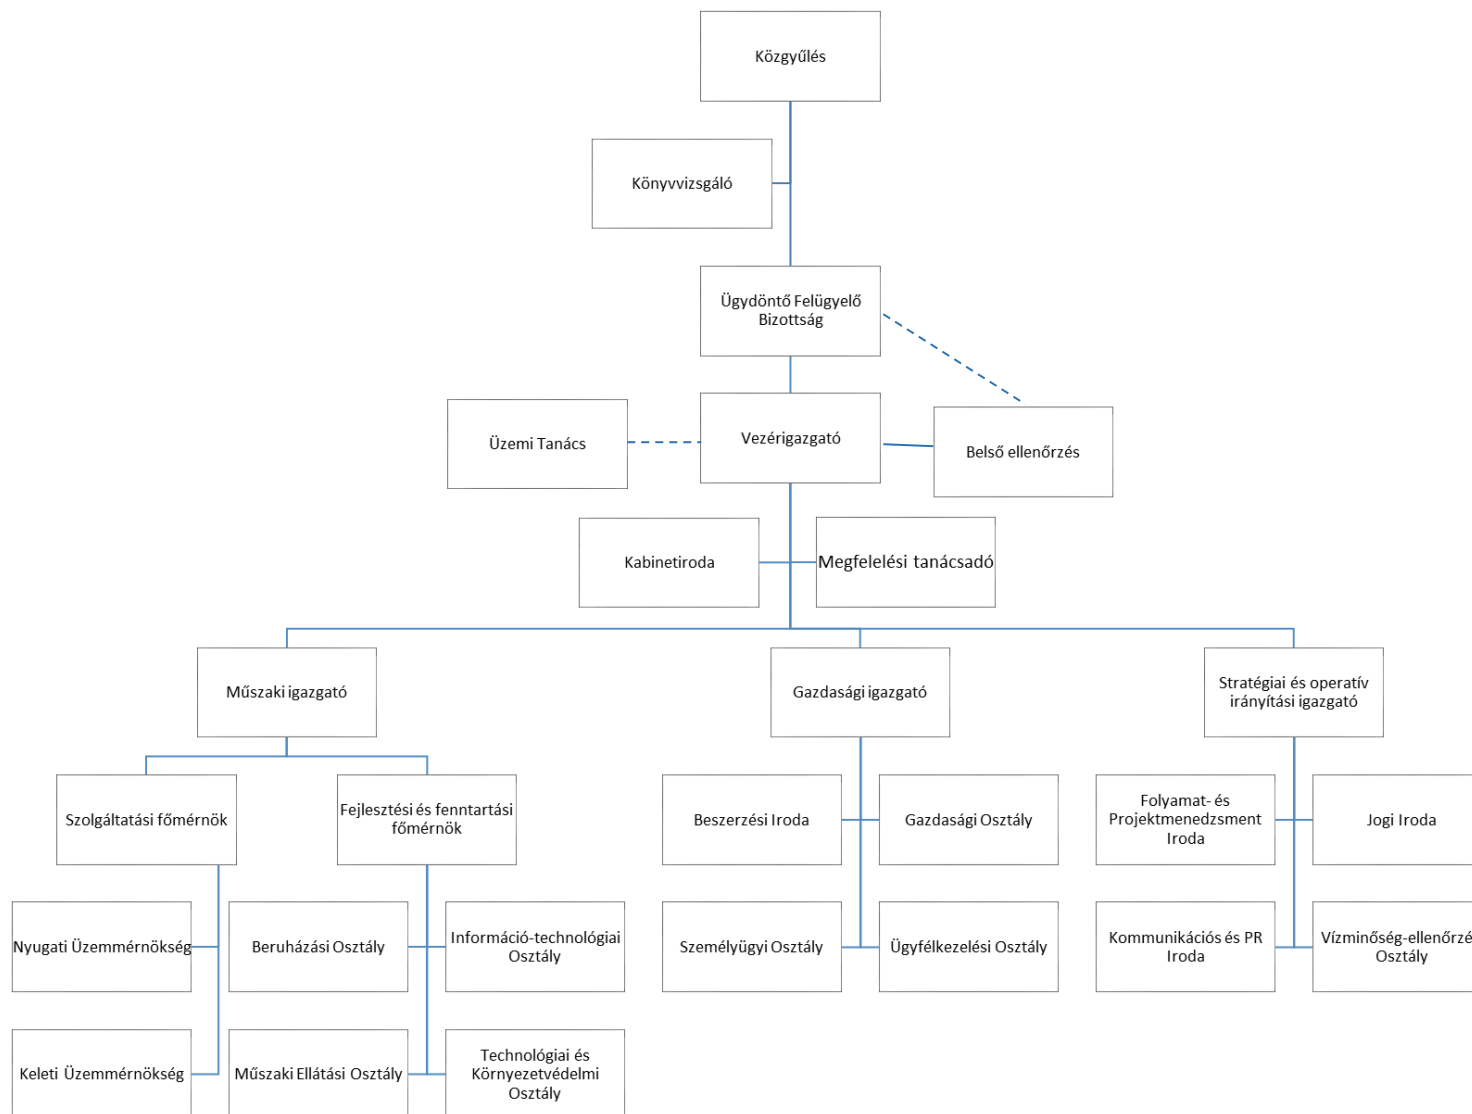 Közgyűlés
Könyvvizsgáló
Ügydöntő Felügyelő
Bizottság
Üzemi Tanács
Vezérigazgató
Belső ellenőrzés
Kabinetiroda
Megfelelési tanácsadó
Műszaki igazgató
Gazdasági igazgató
Stratégiai és operatív
irányítási igazgató
Szolgáltatási főmérnök
Fejlesztési és fenntartási
főmérnök
Beszerzési Iroda
Gazdasági Osztály
Folyamat- és
Projektmenedzsment
Iroda
Jogi Iroda
Nyugati Üzemmérnökség
Beruházási Osztály
Információ-technológiai
Osztály
Személyügyi Osztály
Ügyfélkezelési Osztály
Kommunikációs és PR
Iroda
Vízminőség-ellenőrzé
Osztály
Keleti Üzemmérnökség
Műszaki Ellátási Osztály
Technológiai és
Környezetvédelmi
Osztály